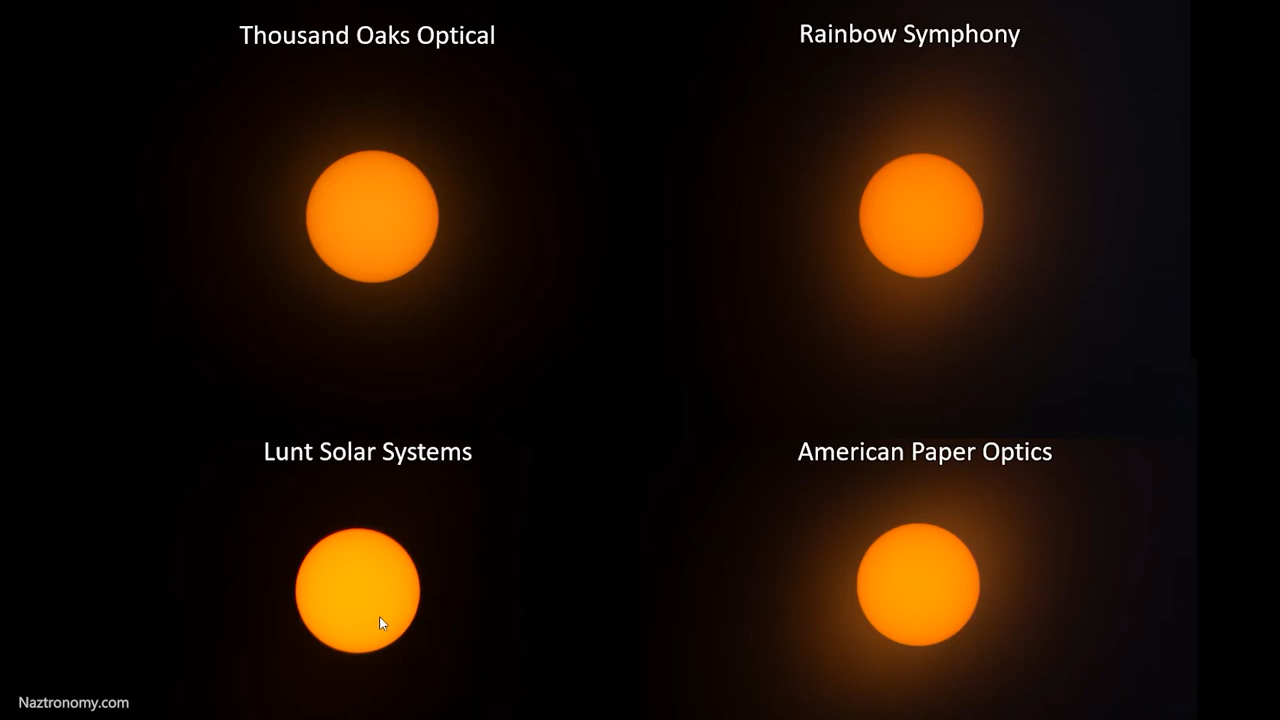 Thousand Oaks Optical
Rainbow Symphony
Lunt Solar Systems
American Paper Optics
Naztronomy.com